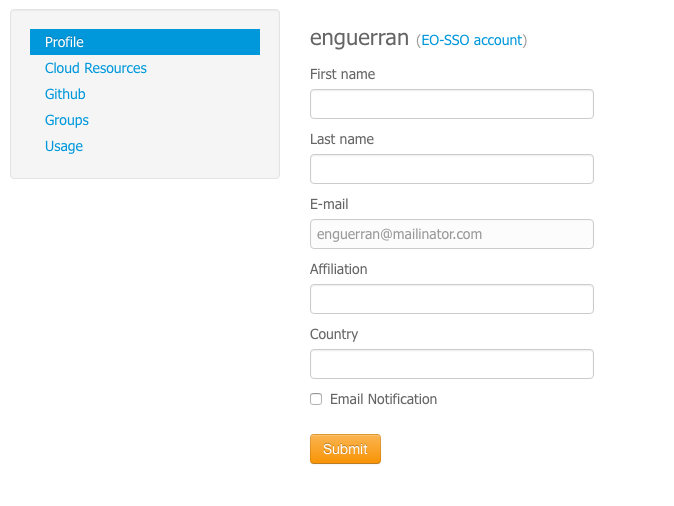 Profile
Cloud Resources
Github
Groups
Usage
enguerran (EO-SSO account)
First name
Last name
E-mail
enguerran@mailinator.com
Affiliation
Country
Email Notification
Submit